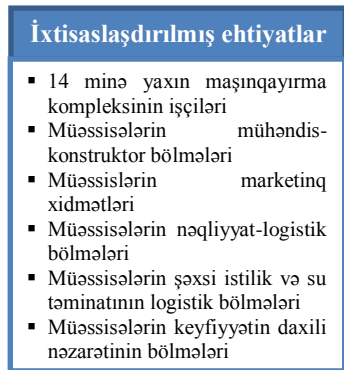 İxtisaslaşdırılmış ehtiyatlar
▪ 14 minə yaxın maşınqayırma
kompleksinin işçiləri
▪ Müəssisələrin mühəndis-
konstruktor bölmələri
▪ Müəssislərin marketinq
xidmətləri
▪ Müəssisələrin nəqliyyat-logistik
bölmələri
▪ Müəssisələrin şəxsi istilik və su
təminatının logistik bölmələri
▪ Müəssisələrin keyfiyyətin daxili
nəzarətinin bölmələri